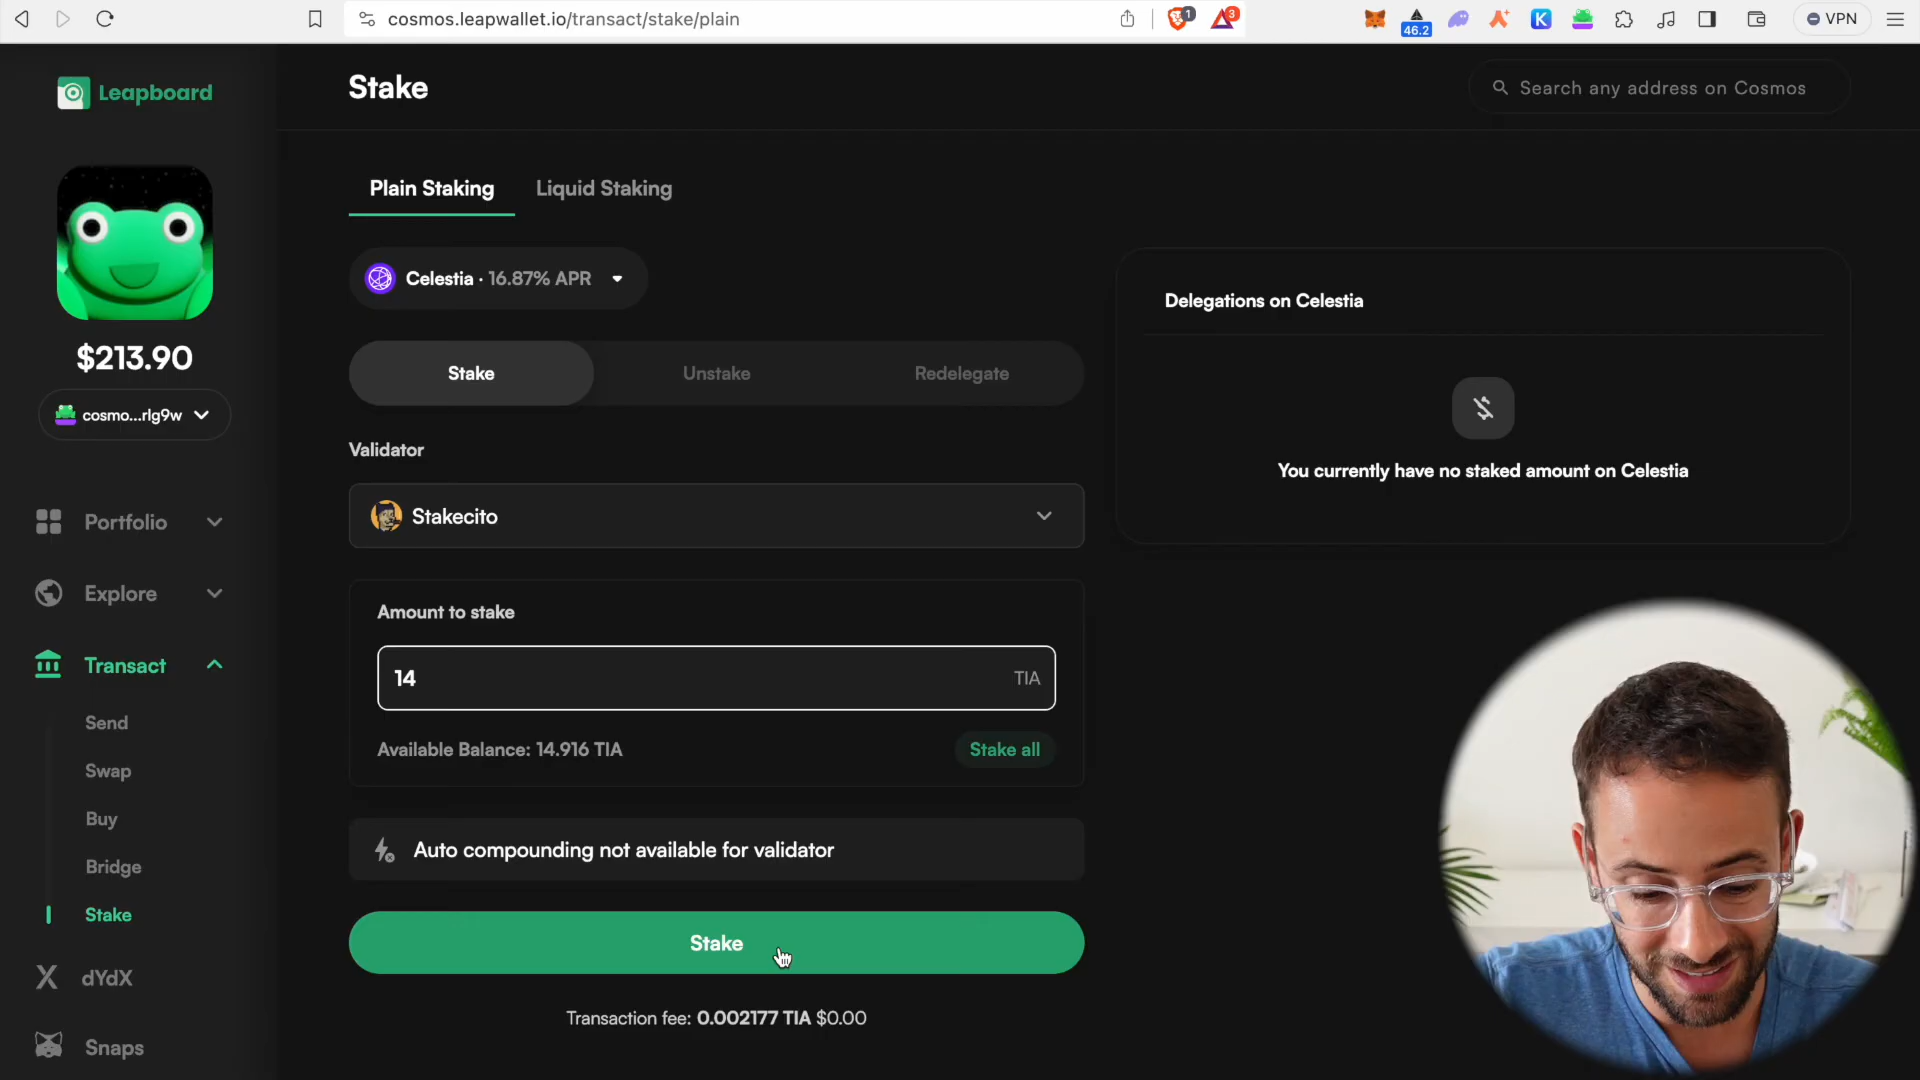 cosmos.leapwallet.io/transact/stake/plain
1
3
46.2
K
VPN
Leapboard
Stake
Search any address on Cosmos
$213.90
cosmo...rlg9w
Portfolio
Explore
Transact
Send
Swap
Buy
Bridge
Stake
dYdX
Snaps
Plain Staking
Liquid Staking
Celestia · 16.87% APR
Stake
Unstake
Redelegate
Validator
Stakecito
Amount to stake
14
TIA
Available Balance: 14.916 TIA
Stake all
Auto compounding not available for validator
Stake
Transaction fee: 0.002177 TIA $0.00
Delegations on Celestia
You currently have no staked amount on Celestia